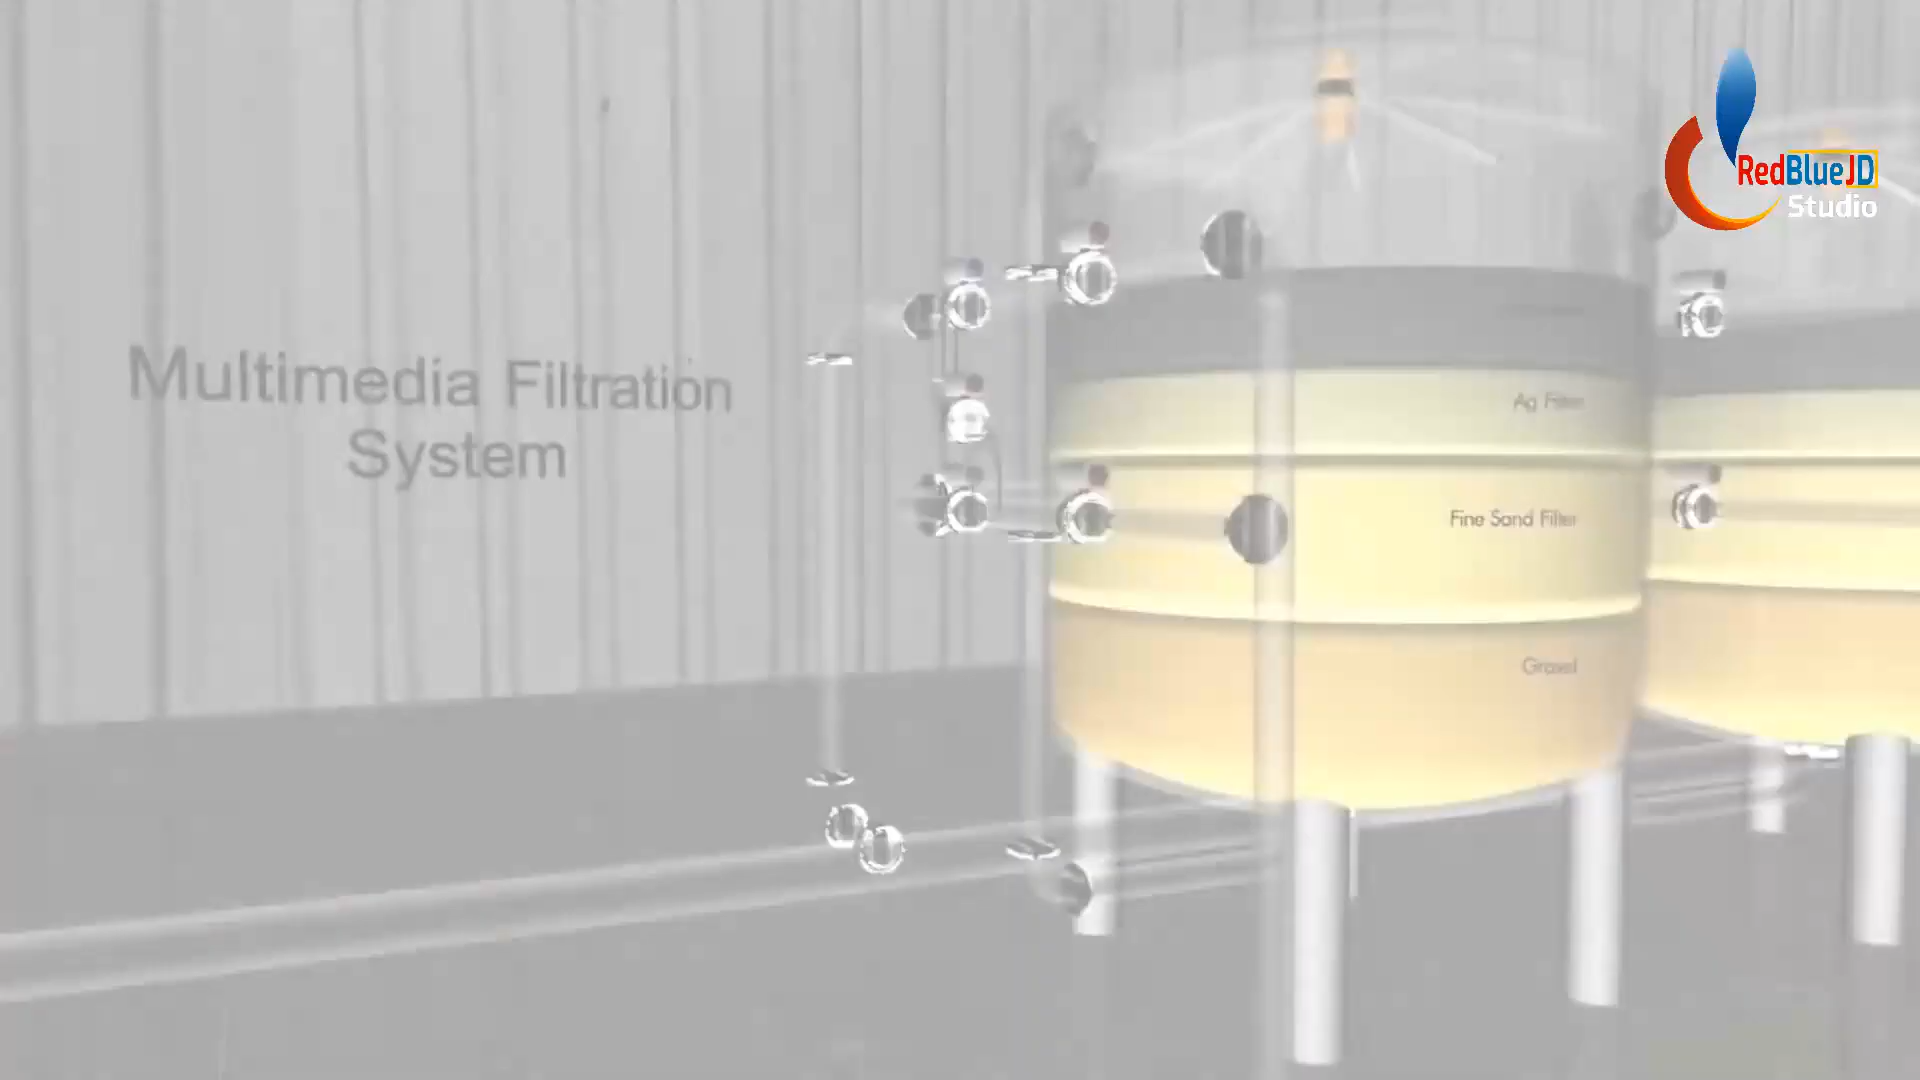 Multimedia Filtration
System
RedBlueJD
Studio
Ag Filter
Fine Sand Filter
Gravel